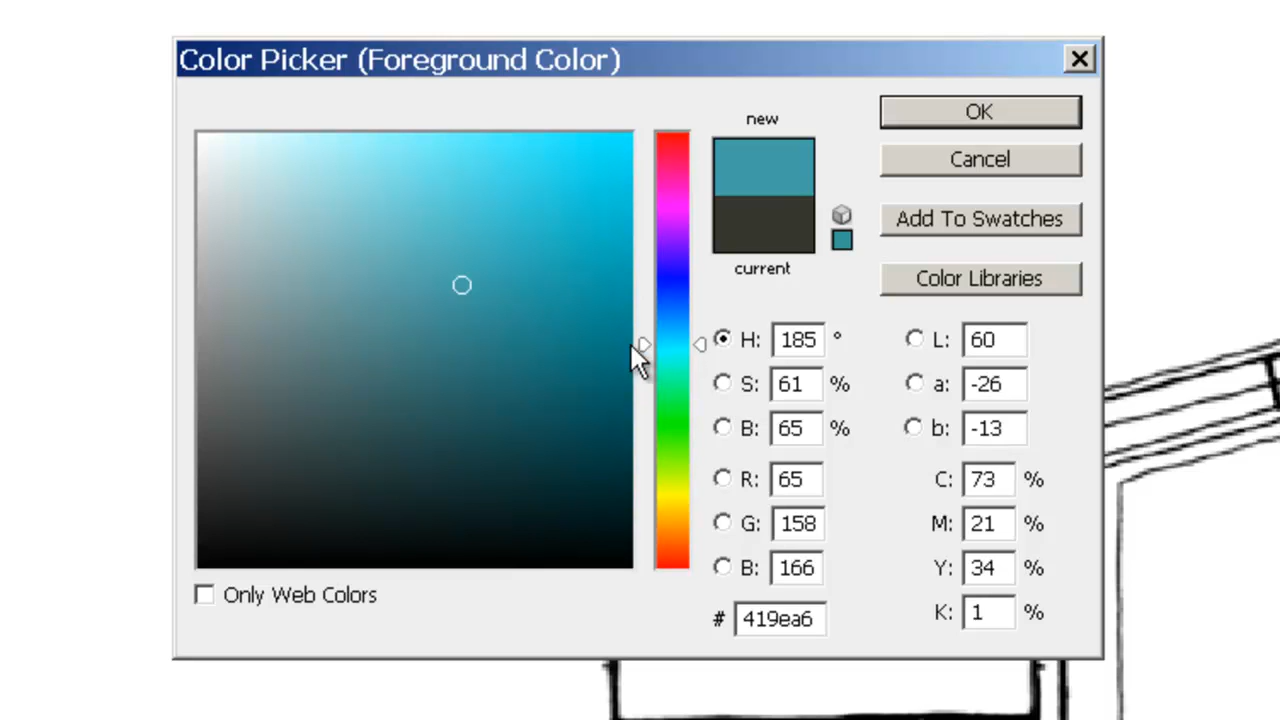 Color Picker (Foreground Color)
new
current
OK
Cancel
Add To Swatches
Color Libraries
H: 185 °
S: 61 %
B: 65 %
R: 65
G: 158
B: 166
# 419ea6
L: 60
a: -26
b: -13
C: 73 %
M: 21 %
Y: 34 %
K: 1 %
Only Web Colors